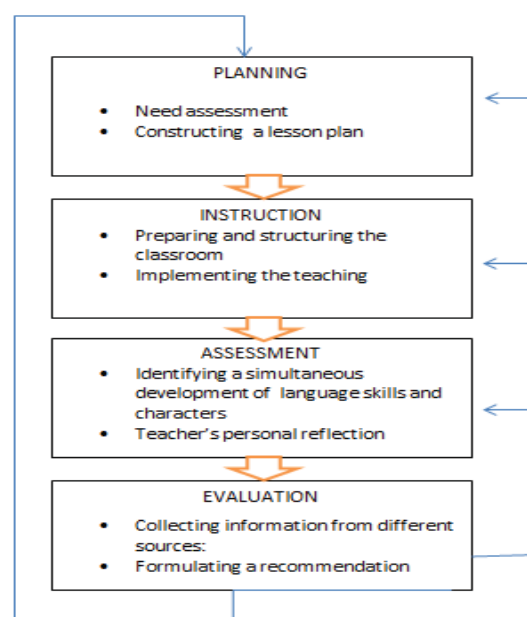 PLANNING
• Need assessment
• Constructing a lesson plan
INSTRUCTION
• Preparing and structuring the
classroom
• Implementing the teaching
ASSESSMENT
• Identifying a simultaneous
development of language skills and
characters
• Teacher's personal reflection
EVALUATION
• Collecting information from different
sources:
• Formulating a recommendation